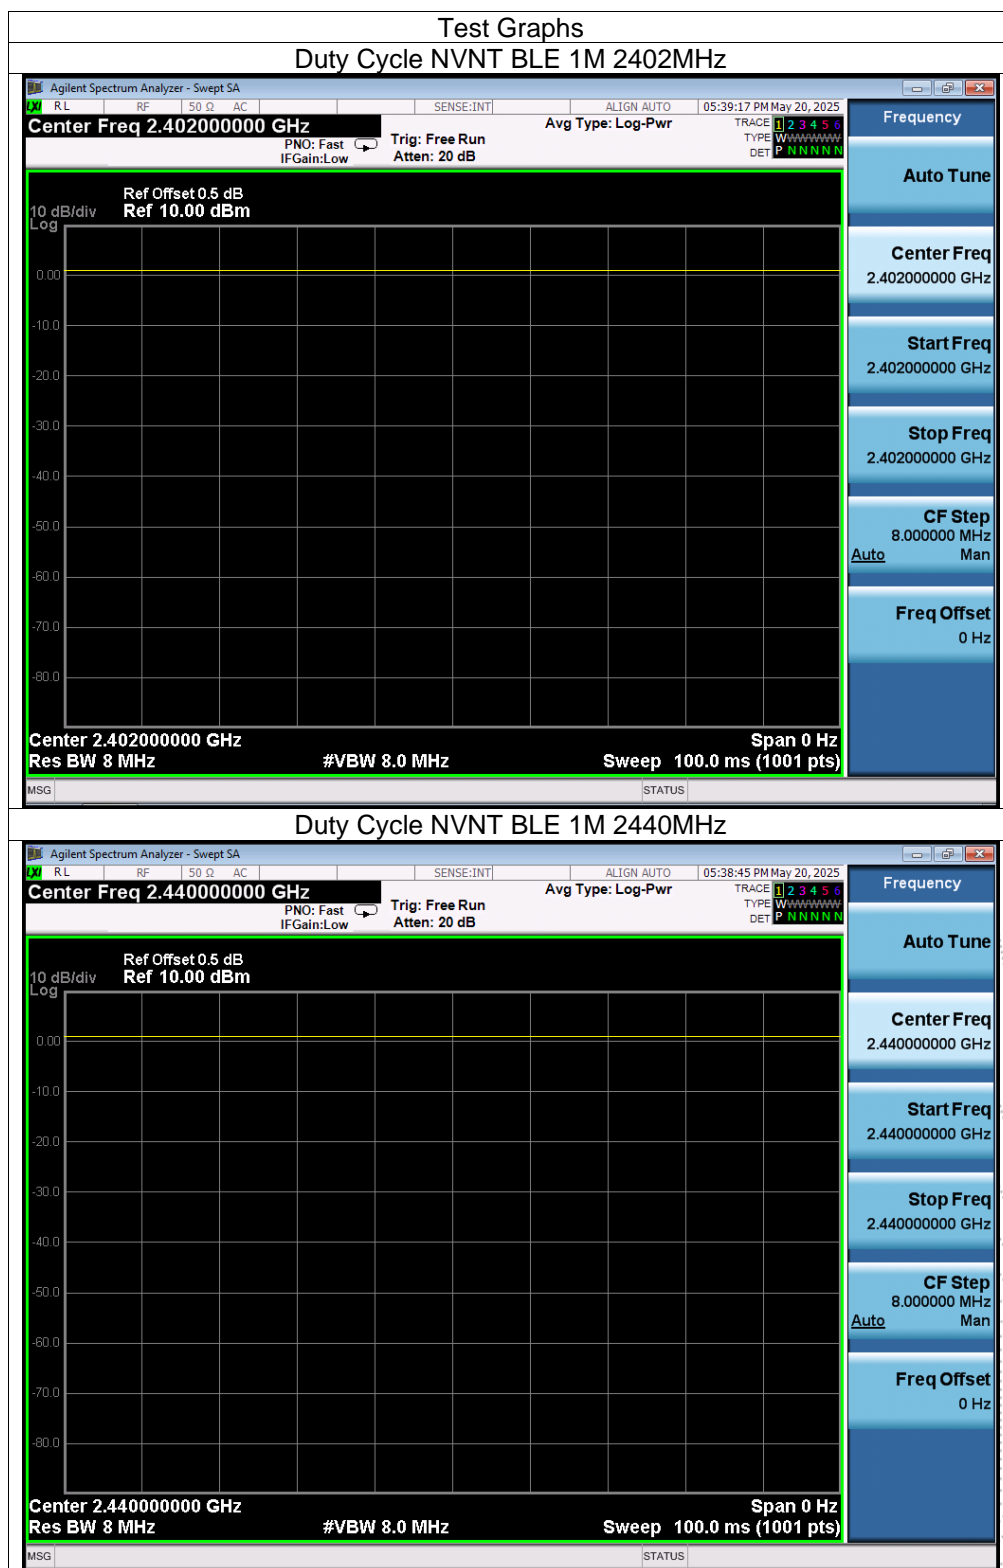 Test Graphs
Duty Cycle NVNT BLE 1M 2402MHz
Agilent Spectrum Analyzer - Swept SA
LXI RL RF 50 Ω AC SENSE:INT ALIGN AUTO 05:39:17 PM May 20, 2025
Center Freq 2.402000000 GHz
PNO: Fast
IFGain:Low
Trig: Free Run
Atten: 20 dB
Avg Type: Log-Pwr
TRACE 1 2 3 4 5 6
TYPE WWWWWW
DET P N N N N N
Ref Offset 0.5 dB
10 dB/div Ref 10.00 dBm
Log
0.00
-10.0
-20.0
-30.0
-40.0
-50.0
-60.0
-70.0
-80.0
Center 2.402000000 GHz Span 0 Hz
Res BW 8 MHz #VBW 8.0 MHz Sweep 100.0 ms (1001 pts)
MSG STATUS
Frequency
Auto Tune
Center Freq
2.402000000 GHz
Start Freq
2.402000000 GHz
Stop Freq
2.402000000 GHz
CF Step
8.000000 MHz
Auto Man
Freq Offset
0 Hz
Duty Cycle NVNT BLE 1M 2440MHz
Agilent Spectrum Analyzer - Swept SA
LXI RL RF 50 Ω AC SENSE:INT ALIGN AUTO 05:38:45 PM May 20, 2025
Center Freq 2.440000000 GHz
PNO: Fast
IFGain:Low
Trig: Free Run
Atten: 20 dB
Avg Type: Log-Pwr
TRACE 1 2 3 4 5 6
TYPE WWWWWW
DET P N N N N N
Ref Offset 0.5 dB
10 dB/div Ref 10.00 dBm
Log
0.00
-10.0
-20.0
-30.0
-40.0
-50.0
-60.0
-70.0
-80.0
Center 2.440000000 GHz Span 0 Hz
Res BW 8 MHz #VBW 8.0 MHz Sweep 100.0 ms (1001 pts)
MSG STATUS
Frequency
Auto Tune
Center Freq
2.440000000 GHz
Start Freq
2.440000000 GHz
Stop Freq
2.440000000 GHz
CF Step
8.000000 MHz
Auto Man
Freq Offset
0 Hz